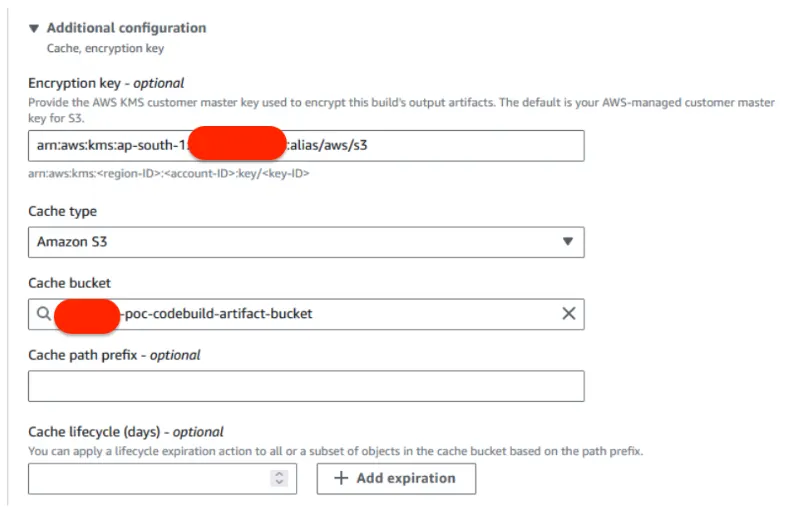 Additional configuration
Cache, encryption key
Encryption key - optional
Provide the AWS KMS customer master key used to encrypt this build's output artifacts. The default is your AWS-managed customer master
key for S3.
arn:aws:kms:ap-south-1: :alias/aws/s3
arn:aws:kms:<region-ID>:<account-ID>:key/<key-ID>
Cache type
Amazon S3
Cache bucket
-poc-codebuild-artifact-bucket
Cache path prefix - optional
Cache lifecycle (days) - optional
You can apply a lifecycle expiration action to all or a subset of objects in the cache bucket based on the path prefix.
Add expiration